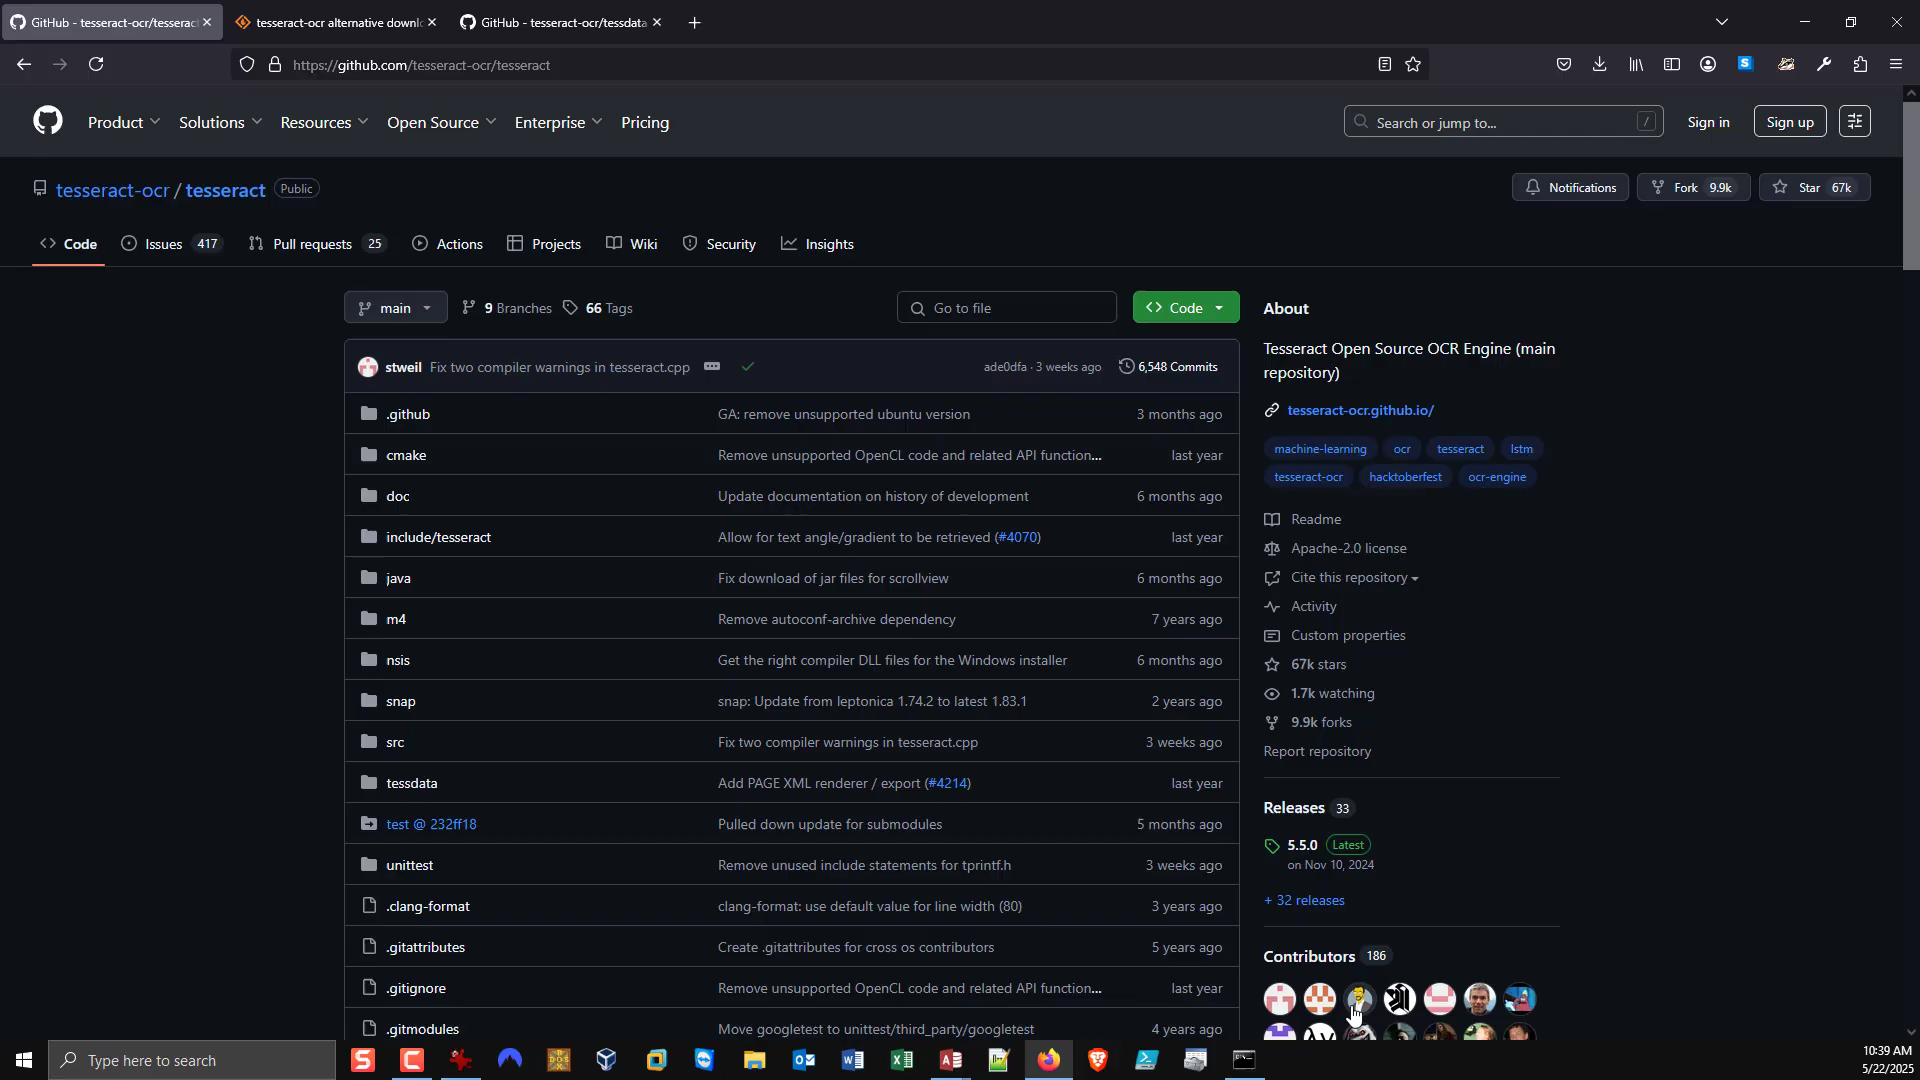 GitHub - tesseract-ocr/tesserac
tesseract-ocr alternative downl
GitHub - tesseract-ocr/tessdata
https://github.com/tesseract-ocr/tesseract
Product
Solutions
Resources
Open Source
Enterprise
Pricing
Search or jump to...
/
Sign in
Sign up
tesseract-ocr / tesseract
Public
Notifications
Fork 9.9k
Star 67k
Code
Issues 417
Pull requests 25
Actions
Projects
Wiki
Security
Insights
main
9 Branches
66 Tags
Go to file
Code
stweil Fix two compiler warnings in tesseract.cpp
ade0dfa · 3 weeks ago
6,548 Commits
.github GA: remove unsupported ubuntu version 3 months ago
cmake Remove unsupported OpenCL code and related API function... last year
doc Update documentation on history of development 6 months ago
include/tesseract Allow for text angle/gradient to be retrieved (#4070) last year
java Fix download of jar files for scrollview 6 months ago
m4 Remove autoconf-archive dependency 7 years ago
nsis Get the right compiler DLL files for the Windows installer 6 months ago
snap snap: Update from leptonica 1.74.2 to latest 1.83.1 2 years ago
src Fix two compiler warnings in tesseract.cpp 3 weeks ago
tessdata Add PAGE XML renderer / export (#4214) last year
test @ 232ff18 Pulled down update for submodules 5 months ago
unittest Remove unused include statements for tprintf.h 3 weeks ago
.clang-format clang-format: use default value for line width (80) 3 years ago
.gitattributes Create .gitattributes for cross os contributors 5 years ago
.gitignore Remove unsupported OpenCL code and related API function... last year
.gitmodules Move googletest to unittest/third_party/googletest 4 years ago
About
Tesseract Open Source OCR Engine (main
repository)
tesseract-ocr.github.io/
machine-learning ocr tesseract lstm
tesseract-ocr hacktoberfest ocr-engine
Readme
Apache-2.0 license
Cite this repository
Activity
Custom properties
67k stars
1.7k watching
9.9k forks
Report repository
Releases 33
5.5.0 Latest
on Nov 10, 2024
+ 32 releases
Contributors 186
Type here to search
10:39 AM
5/22/2025